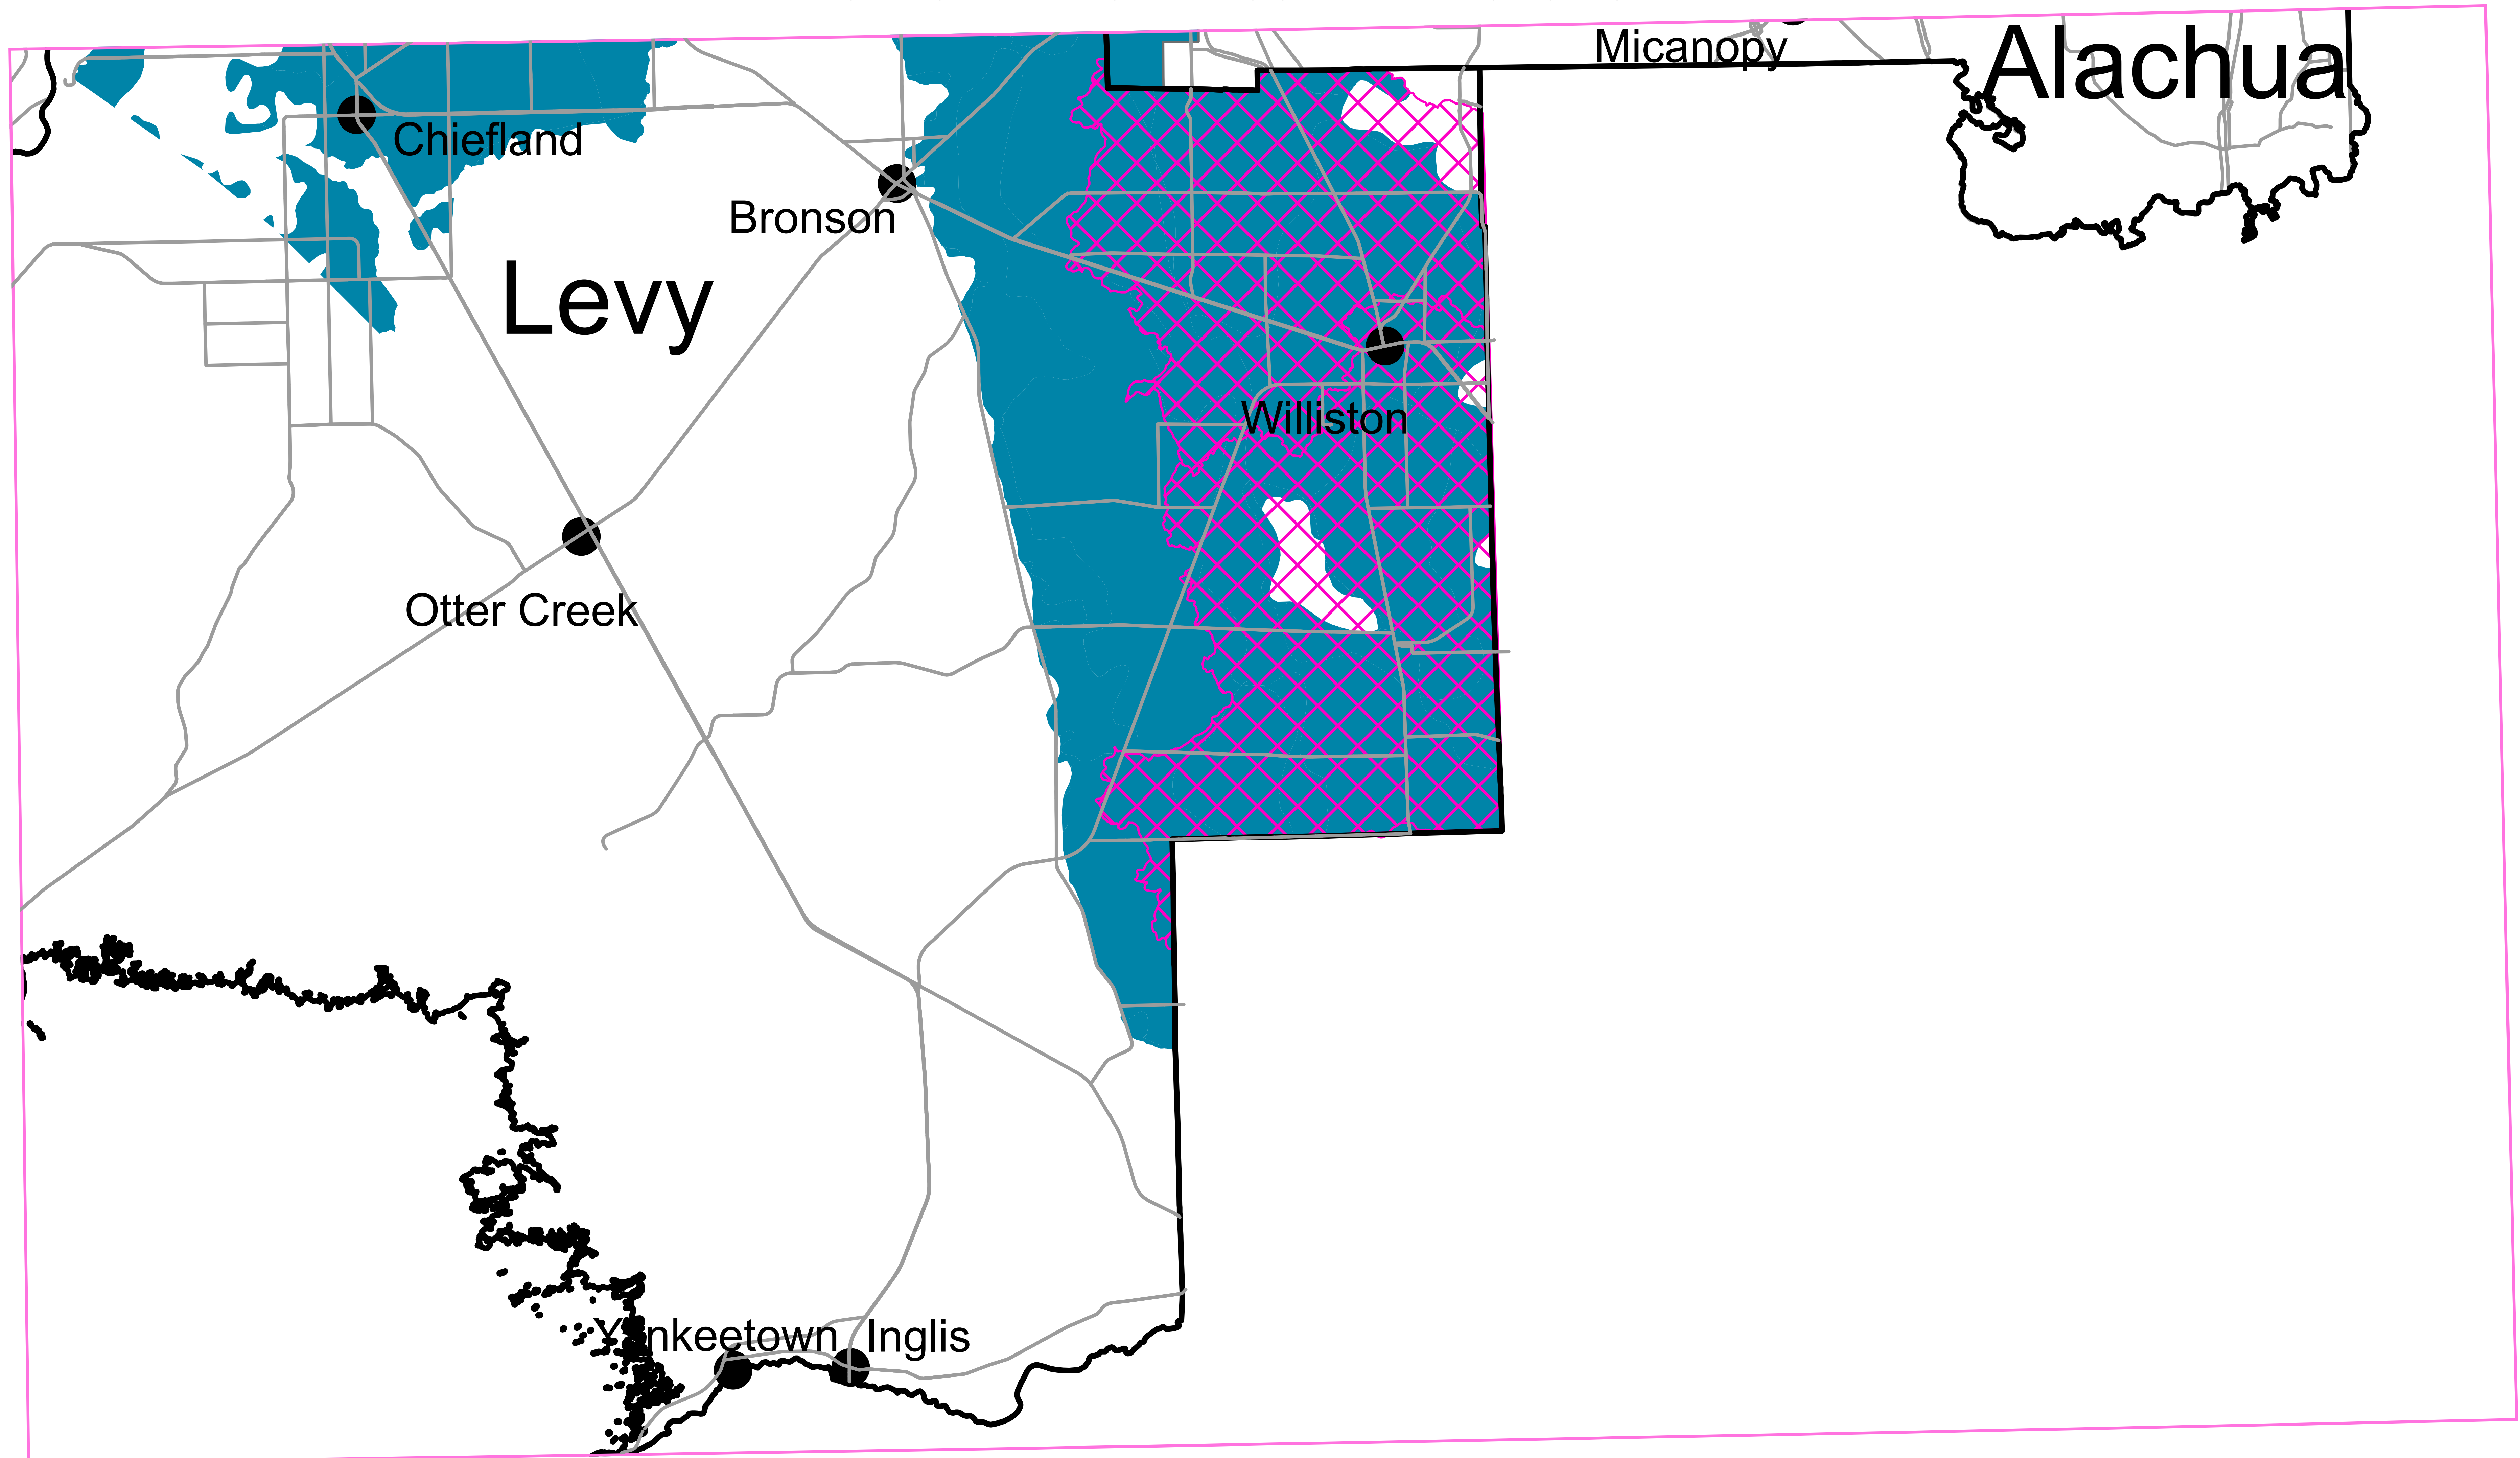 Micanopy
Alachua
Chiefland
Bronson
Levy
Williston
Otter Creek
Yankeetown
Inglis